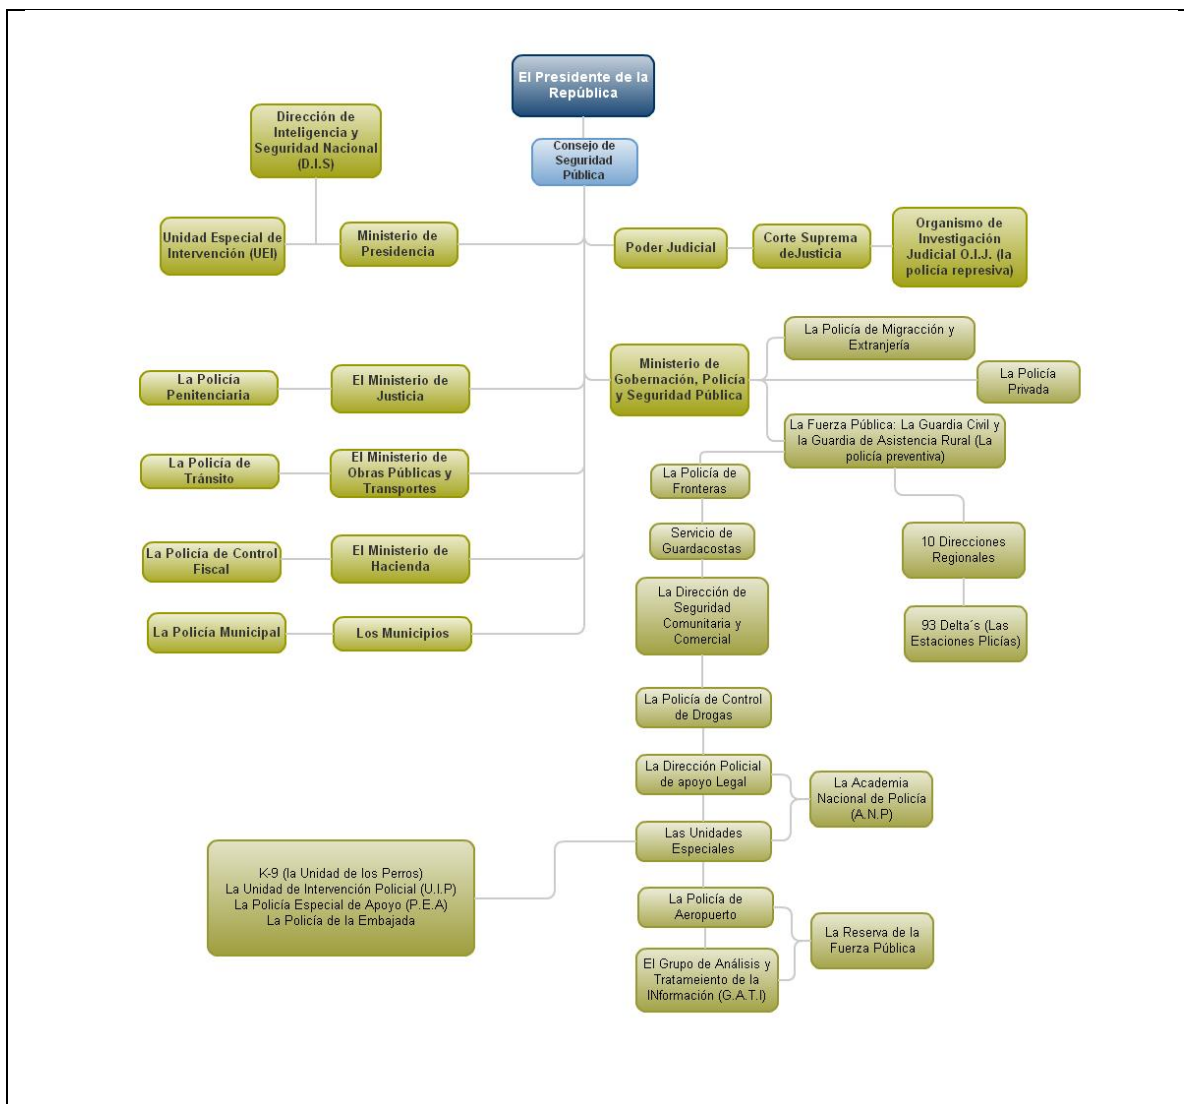 El Presidente de la
República
Consejo de
Seguridad
Pública
Dirección de
Inteligencia y
Seguridad Nacional
(D.I.S)
Unidad Especial de
Intervención (UEI)
Ministerio de
Presidencia
Poder Judicial
Corte Suprema
deJusticia
Organismo de
Investigación
Judicial O.I.J. (la
policía represiva)
La Policía de Migracción y
Extranjería
Ministerio de
Gobernación, Policía
y Seguridad Pública
La Policía
Privada
La Policía
Penitenciaria
El Ministerio de
Justicia
La Fuerza Pública: La Guardia Civil y
la Guardia de Asistencia Rural (La
policía preventiva)
La Policía de
Tránsito
El Ministerio de
Obras Públicas y
Transportes
La Policía de
Fronteras
Servicio de
Guardacostas
10 Direcciones
Regionales
La Policía de Control
Fiscal
El Ministerio de
Hacienda
La Dirección de
Seguridad
Comunitaria y
Comercial
93 Delta´s (Las
Estaciones Plicías)
La Policía Municipal
Los Municipios
La Policía de Control
de Drogas
La Dirección Policial
de apoyo Legal
La Academia
Nacional de Policía
(A.N.P)
Las Unidades
Especiales
K-9 (la Unidad de los Perros)
La Unidad de Intervención Policial (U.I.P)
La Policía Especial de Apoyo (P.E.A)
La Policía de la Embajada
La Policía de
Aeropuerto
La Reserva de la
Fuerza Pública
El Grupo de Análisis y
Tratameiento de la
INformación (G.A.T.I)